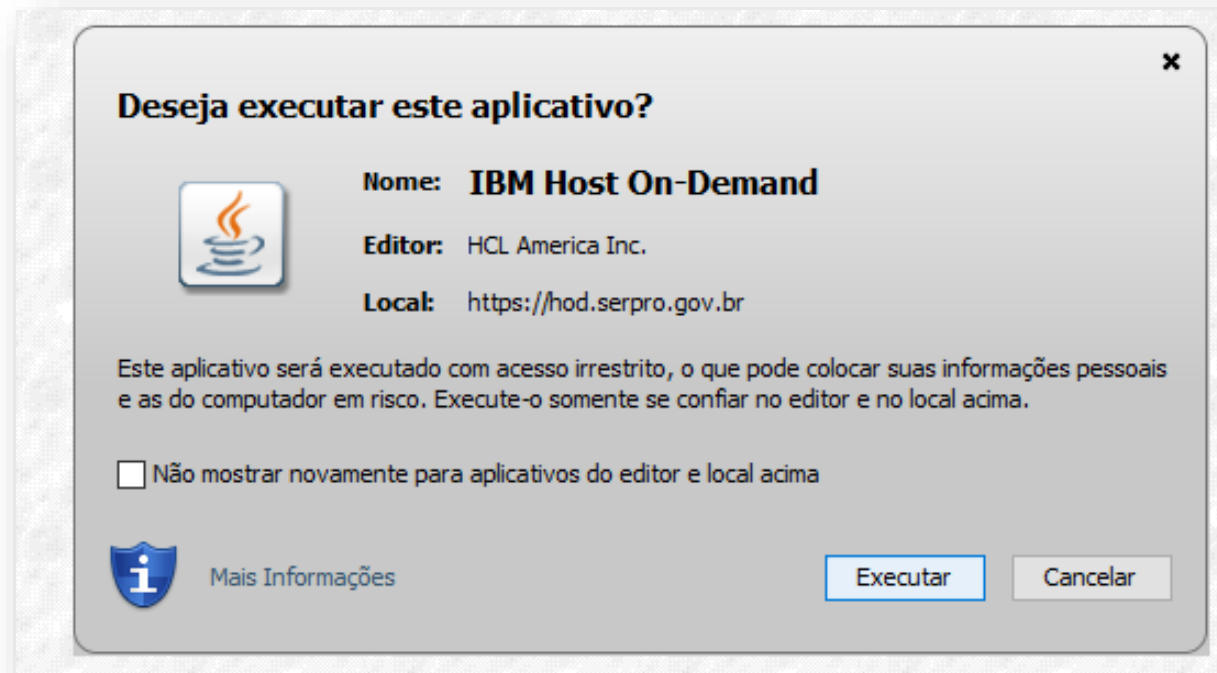 Deseja executar este aplicativo?
Nome: IBM Host On-Demand
Editor: HCL America Inc.
Local: https://hod.serpro.gov.br
Este aplicativo será executado com acesso irrestrito, o que pode colocar suas informações pessoais
e as do computador em risco. Execute-o somente se confiar no editor e no local acima.
Não mostrar novamente para aplicativos do editor e local acima
Mais Informações
Executar
Cancelar